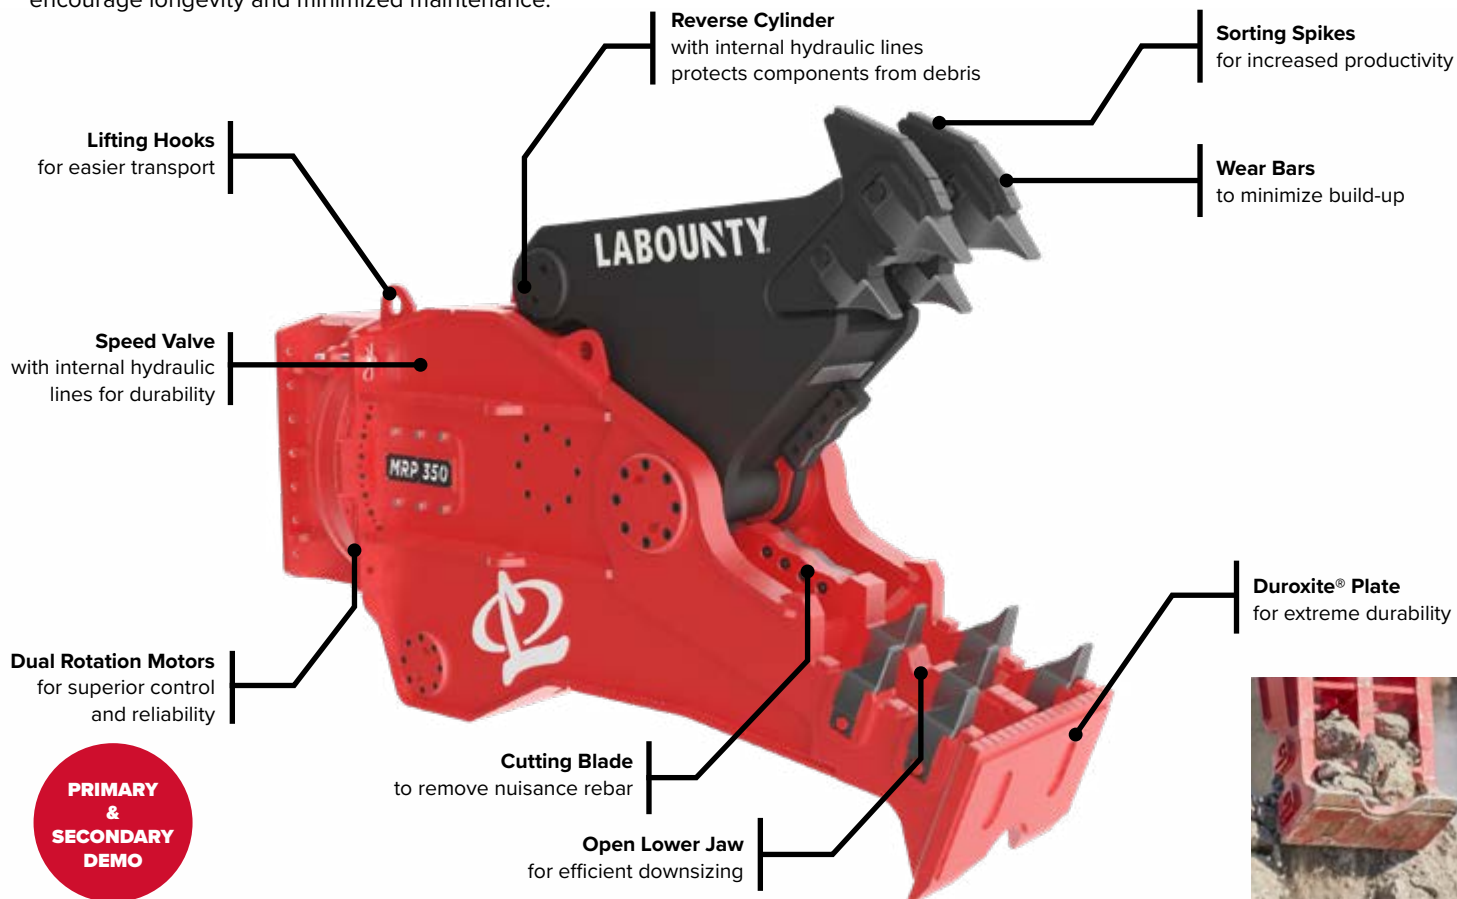 encourage longevity and minimized maintenance.
Reverse Cylinder
with internal hydraulic lines
protects components from debris
Sorting Spikes
for increased productivity
Lifting Hooks
for easier transport
Wear Bars
to minimize build-up
LABOUNTY
Speed Valve
with internal hydraulic
lines for durability
MRP 350
Duroxite® Plate
for extreme durability
Dual Rotation Motors
for superior control
and reliability
Cutting Blade
to remove nuisance rebar
PRIMARY
&
SECONDARY
DEMO
Open Lower Jaw
for efficient downsizing